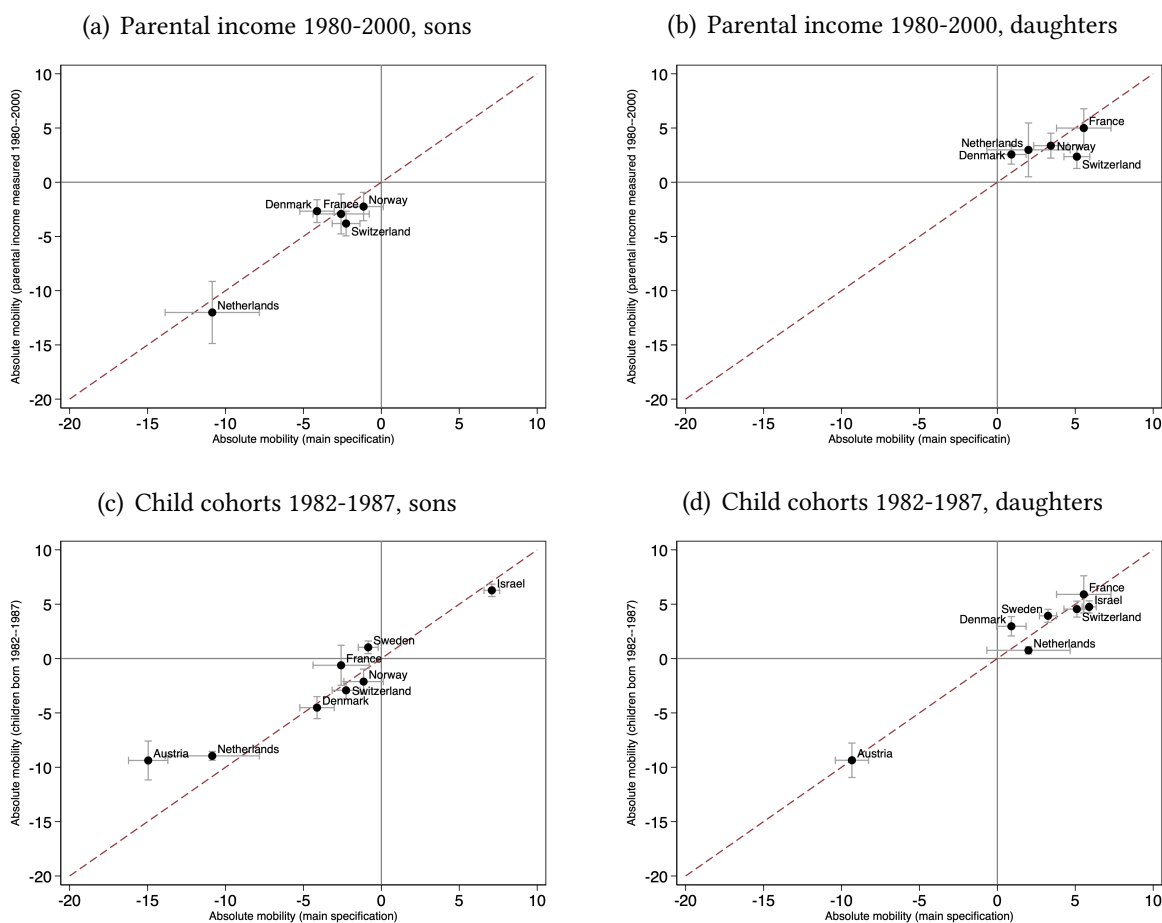 (a) Parental income 1980-2000, sons
Absolute mobility (parental income measured 1980--2000)
10
5
0
-5
-10
-15
-20
Denmark
France
Norway
Switzerland
Netherlands
-20 -15 -10 -5 0 5 10
Absolute mobility (main specificatin)
(b) Parental income 1980-2000, daughters
Absolute mobility (parental income measured 1980--2000)
10
5
0
-5
-10
-15
-20
France
Netherlands
Norway
Denmark
Switzerland
-20 -15 -10 -5 0 5 10
Absolute mobility (main specificatin)
(c) Child cohorts 1982-1987, sons
Absolute mobility (children born 1982--1987)
10
5
0
-5
-10
-15
-20
Israel
Sweden
France
Norway
Switzerland
Denmark
Netherlands
Austria
-20 -15 -10 -5 0 5 10
Absolute mobility (main specification)
(d) Child cohorts 1982-1987, daughters
Absolute mobility (children born 1982--1987)
10
5
0
-5
-10
-15
-20
France
Israel
Sweden
Switzerland
Denmark
Netherlands
Austria
-20 -15 -10 -5 0 5 10
Absolute mobility (main specification)